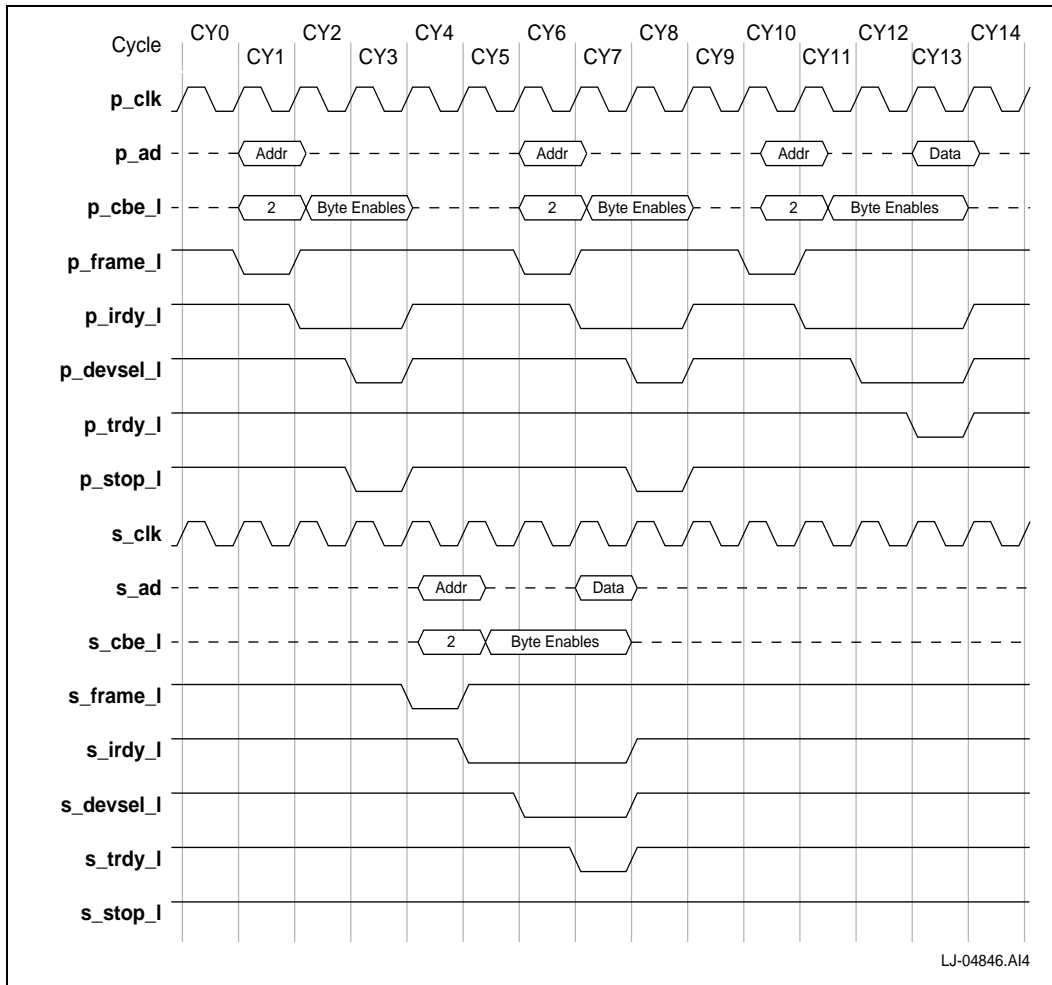 Cycle CY0 CY2 CY4 CY6 CY8 CY10 CY12 CY14
CY1 CY3 CY5 CY7 CY9 CY11 CY13
p_clk
p_ad Addr Addr Addr Data
p_cbe_l 2 Byte Enables 2 Byte Enables 2 Byte Enables
p_frame_l
p_irdy_l
p_devsel_l
p_trdy_l
p_stop_l
s_clk
s_ad Addr Data
s_cbe_l 2 Byte Enables
s_frame_l
s_irdy_l
s_devsel_l
s_trdy_l
s_stop_l
LJ-04846.AI4